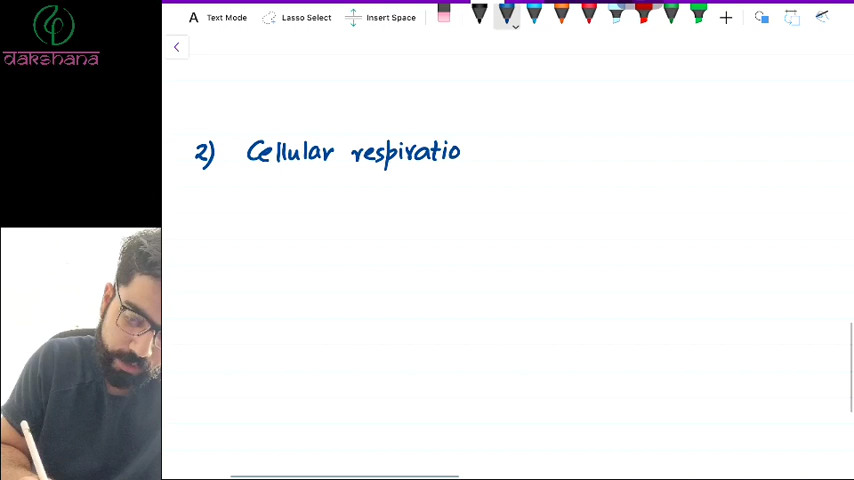 dakshana
Text Mode
Lasso Select
Insert Space
2) Cellular respiratio